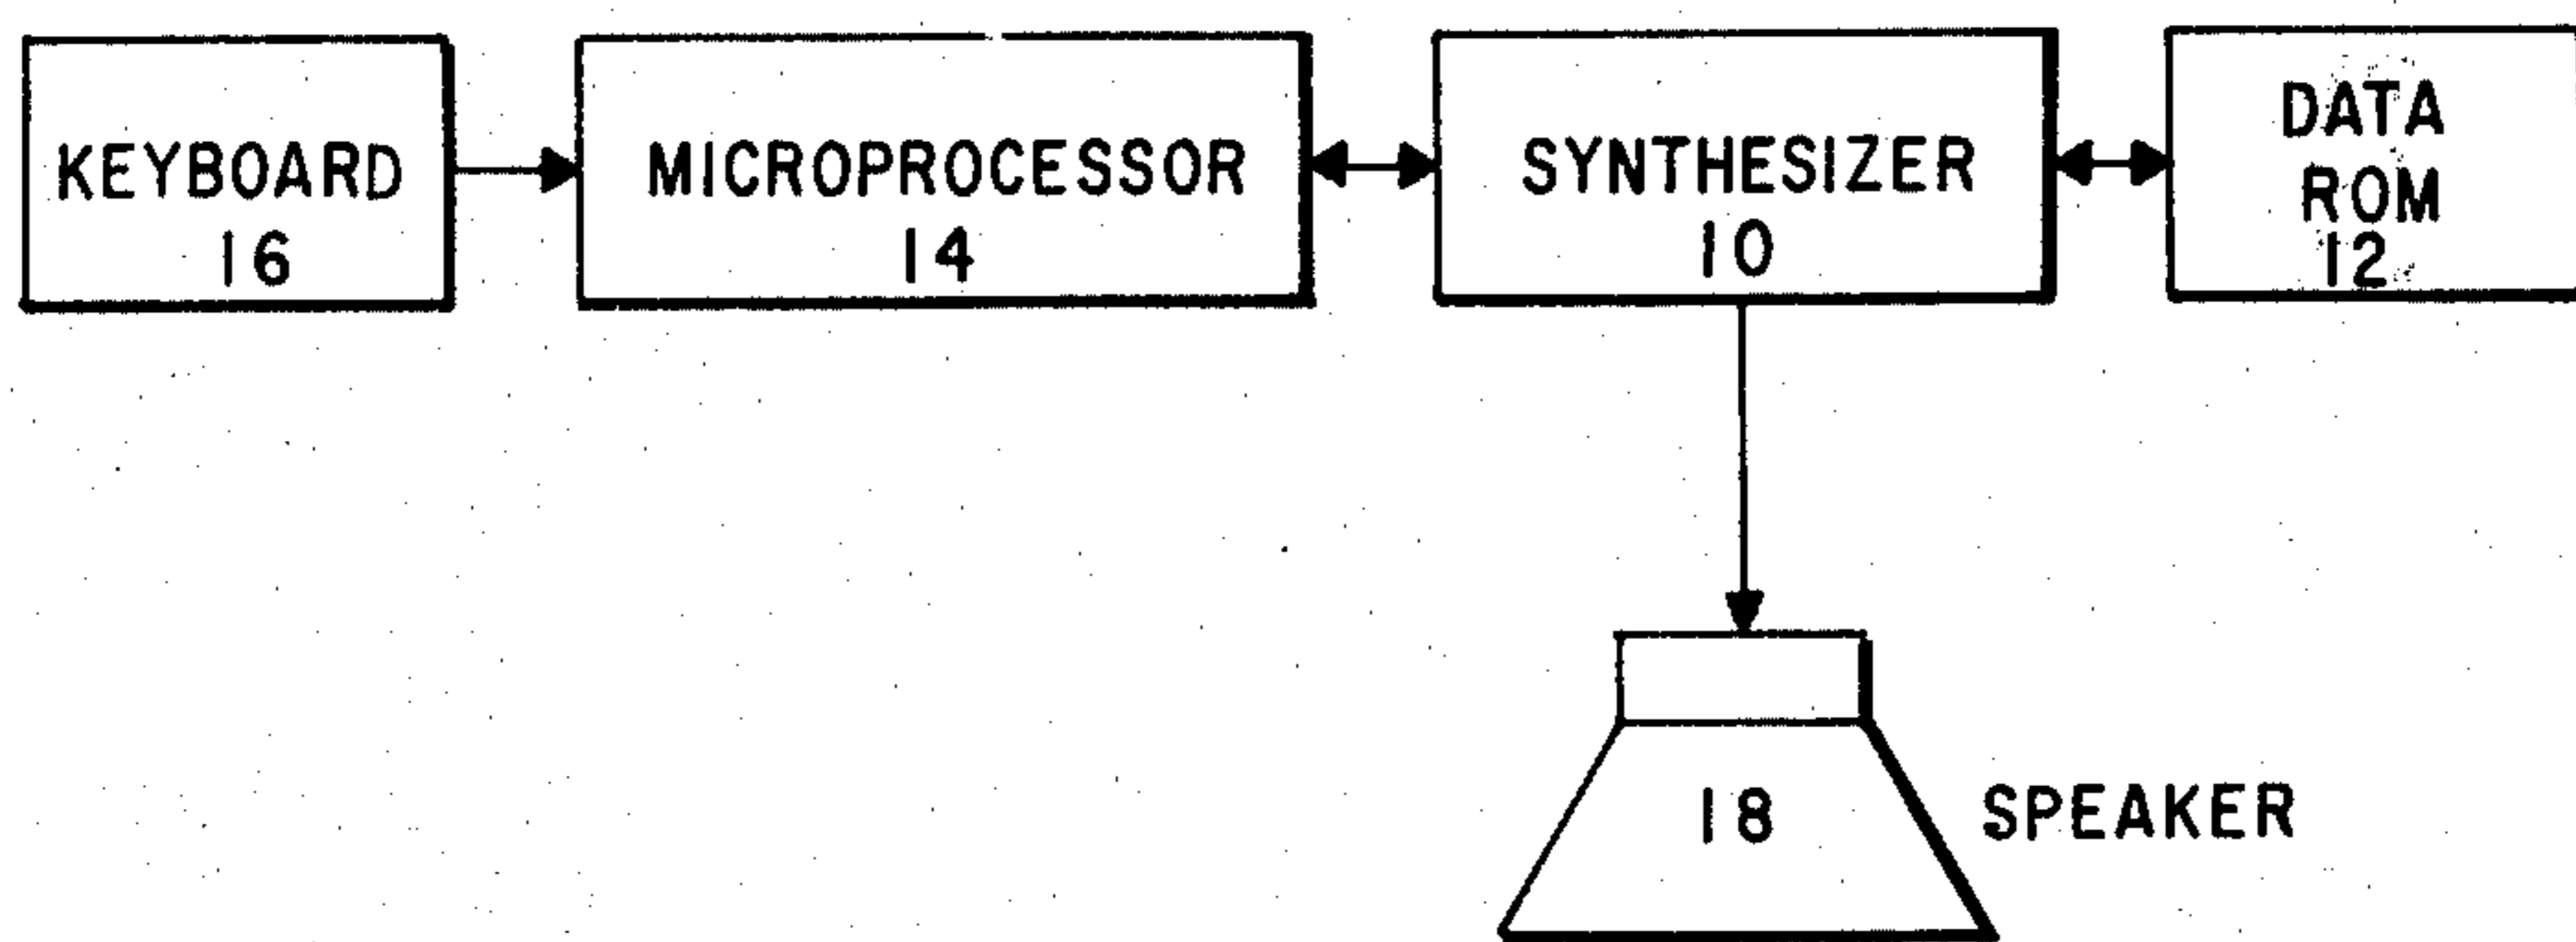 KEYBOARD
16
MICROPROCESSOR
14
SYNTHESIZER
10
DATA
ROM
12
18
SPEAKER